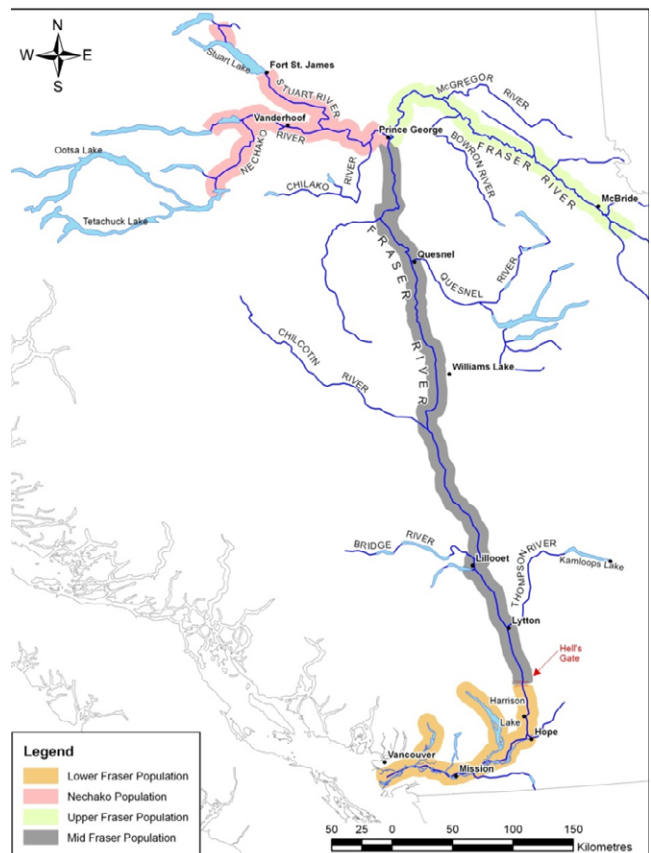 N
W E
S
Stuart Lake
Fort St. James
STUART RIVER
McGREGOR RIVER
Vanderhoof
Prince George
NECHAKO RIVER
Ootsa Lake
BOWRON RIVER
FRASER RIVER
CHILAKO RIVER
McBride
Tetachuck Lake
FRASER RIVER
Quesnel
QUESNEL RIVER
CHILCOTIN RIVER
Williams Lake
BRIDGE RIVER
Lillooet
THOMPSON RIVER
Kamloops Lake
Lytton
Hell's
Gate
Harrison
Lake
Hope
Vancouver
Mission
Legend
Lower Fraser Population
Nechako Population
Upper Fraser Population
Mid Fraser Population
50 25 0 50 100 150
Kilometres